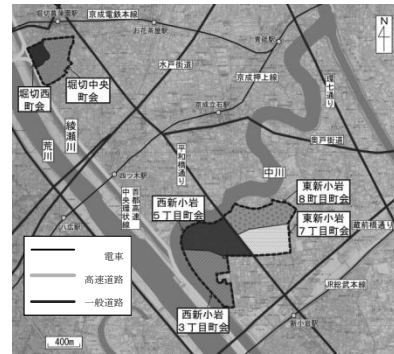 堀切菖蒲園駅
京成電鉄本線
お花茶屋駅
青砥駅
N
水戸街道
京成押上線
環七通り
堀切西
町会
堀切中央
町会
京成立石駅
綾瀬川
荒川
奥戸街道
四ツ木駅
平和橋通り
中川
首都高速
中央環状線
八広駅
西新小岩
5丁目町会
東新小岩
8丁目町会
東新小岩
7丁目町会
蔵前橋通り
電車
高速道路
一般道路
西新小岩
3丁目町会
JR総武本線
新小岩駅
400m